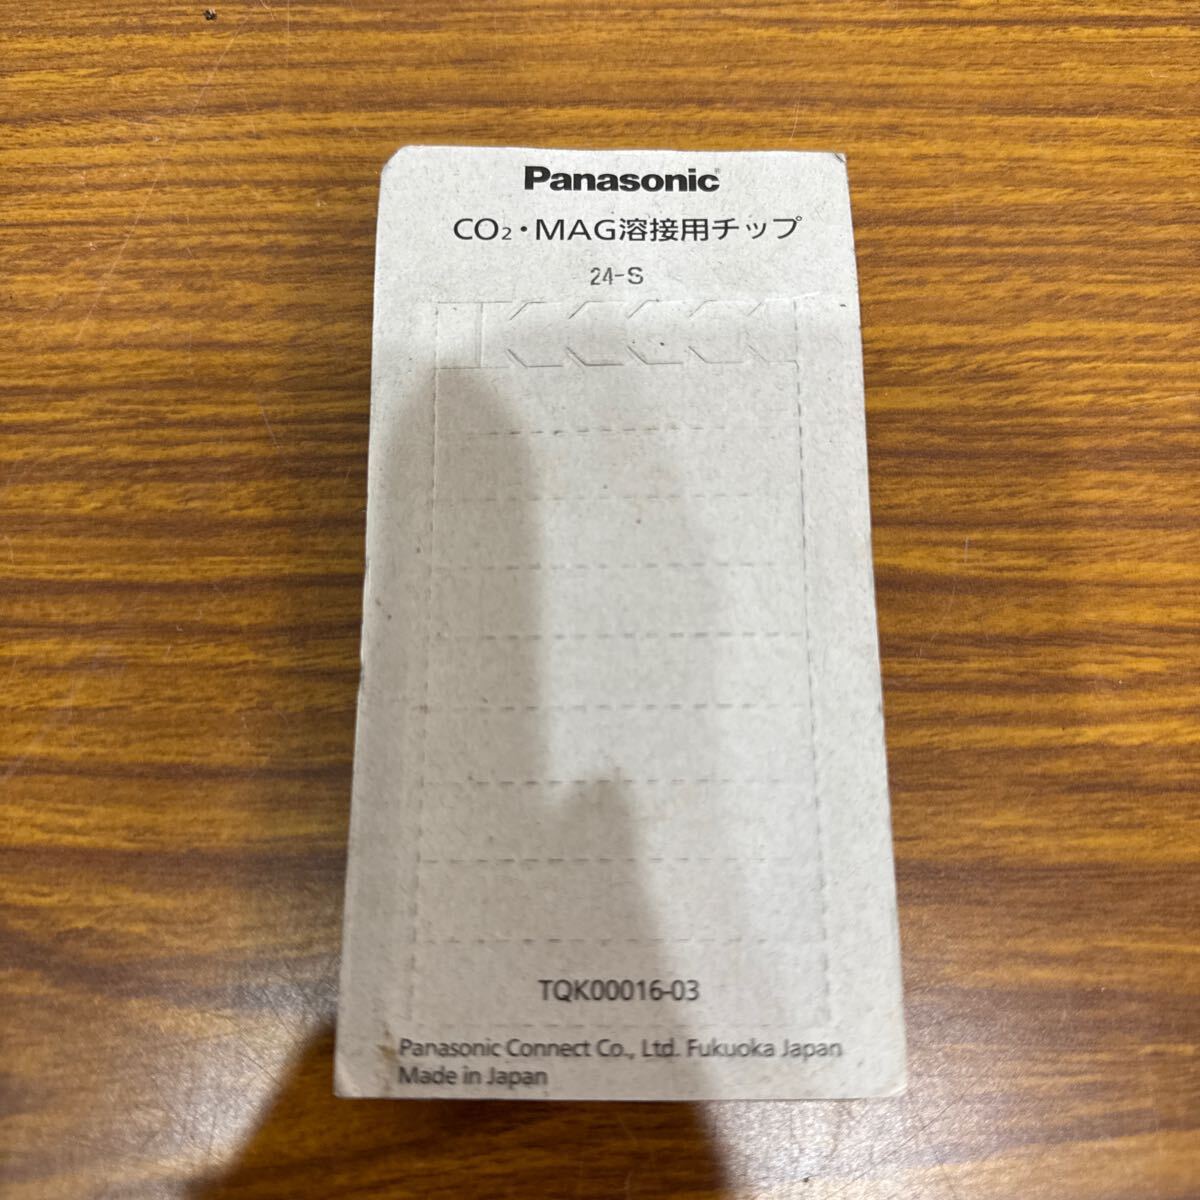 Panasonic®
CO₂・MAG溶接用チップ
24-S
TQK00016-03
Panasonic Connect Co., Ltd. Fukuoka Japan
Made in Japan